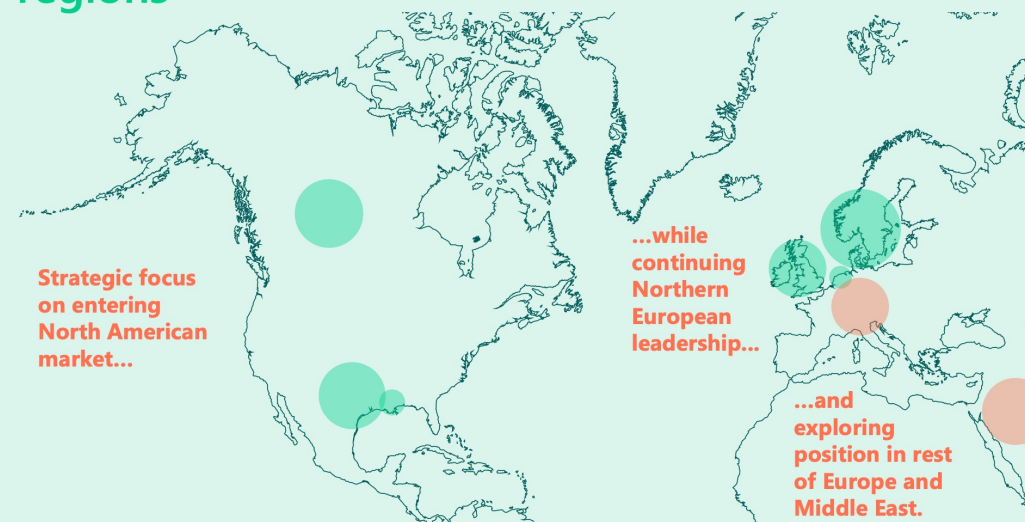 regions
Strategic focus
on entering
North American
market...
...while
continuing
Northern
European
leadership...
...and
exploring
position in rest
of Europe and
Middle East.